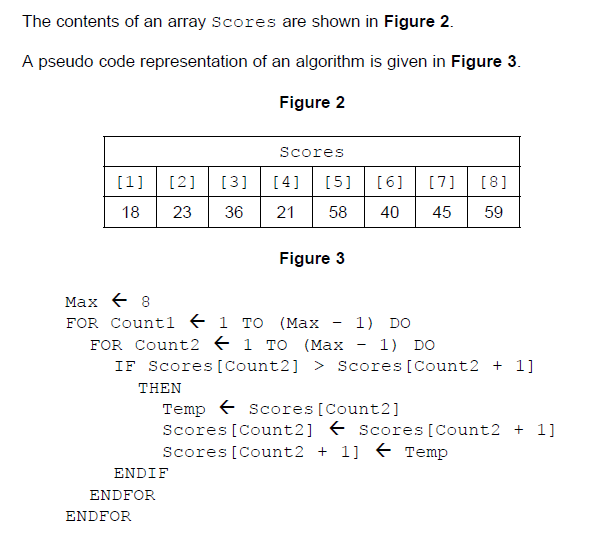 The contents of an array Scores are shown in Figure 2.
A pseudo code representation of an algorithm is given in Figure 3.
Figure 2
Scores
[1] [2] [3] [4] [5] [6] [7] [8]
18 23 36 21 58 40 45 59
Figure 3
Max ← 8
FOR Count1 ← 1 TO (Max - 1) DO
FOR Count2 ← 1 TO (Max - 1) DO
IF Scores[Count2] > Scores[Count2 + 1]
THEN
Temp ← Scores[Count2]
Scores[Count2] ← Scores[Count2 + 1]
Scores[Count2 + 1] ← Temp
ENDIF
ENDFOR
ENDFOR